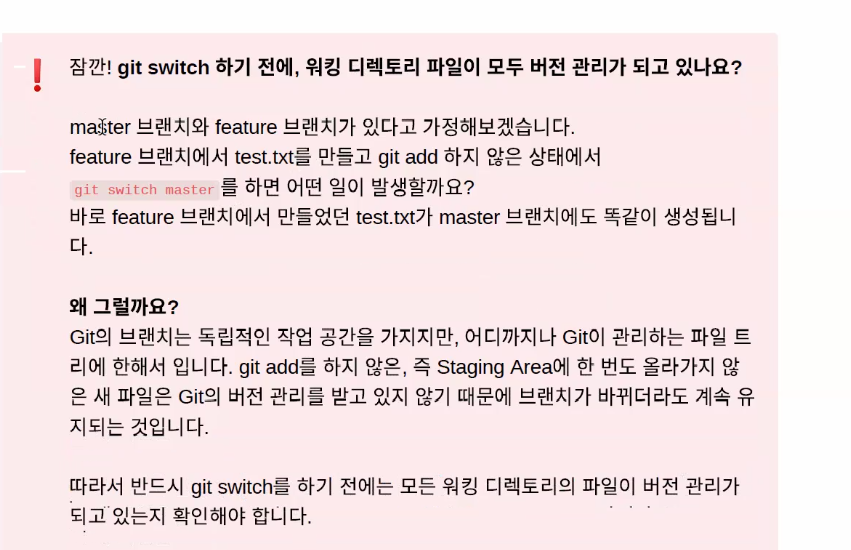 잠깐! git switch 하기 전에, 워킹 디렉토리 파일이 모두 버전 관리가 되고 있나요?
master 브랜치와 feature 브랜치가 있다고 가정해보겠습니다.
feature 브랜치에서 test.txt를 만들고 git add 하지 않은 상태에서
git switch master를 하면 어떤 일이 발생할까요?
바로 feature 브랜치에서 만들었던 test.txt가 master 브랜치에도 똑같이 생성됩니
다.
왜 그럴까요?
Git의 브랜치는 독립적인 작업 공간을 가지지만, 어디까지나 Git이 관리하는 파일 트
리에 한해서 입니다. git add를 하지 않은, 즉 Staging Area에 한 번도 올라가지 않
은 새 파일은 Git의 버전 관리를 받고 있지 않기 때문에 브랜치가 바뀌더라도 계속 유
지되는 것입니다.
따라서 반드시 git switch를 하기 전에는 모든 워킹 디렉토리의 파일이 버전 관리가
되고 있는지 확인해야 합니다.